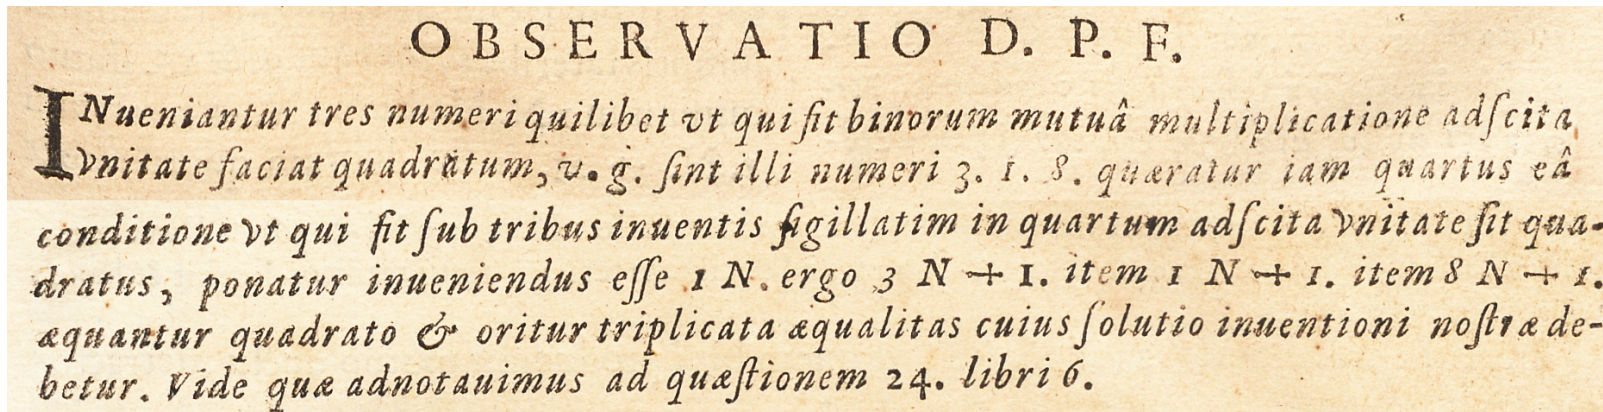 OBSERVATIO D. P. F.
INueniantur tres numeri quilibet vt qui fit binorum mutuâ multiplicatione adſcita
vnitate faciat quadratum, v. g. ſint illi numeri 3. 1. 8. quæratur iam quartus eâ
conditione vt qui fit ſub tribus inuentis ſigillatim in quartum adſcita vnitate ſit qua-
dratus, ponatur inueniendus eſſe 1 N. ergo 3 N + 1. item 1 N + 1. item 8 N + 1.
æquantur quadrato & oritur triplicata æqualitas cuius ſolutio inuentioni noſtræ de-
betur. Vide quæ adnotauimus ad quæſtionem 24. libri 6.